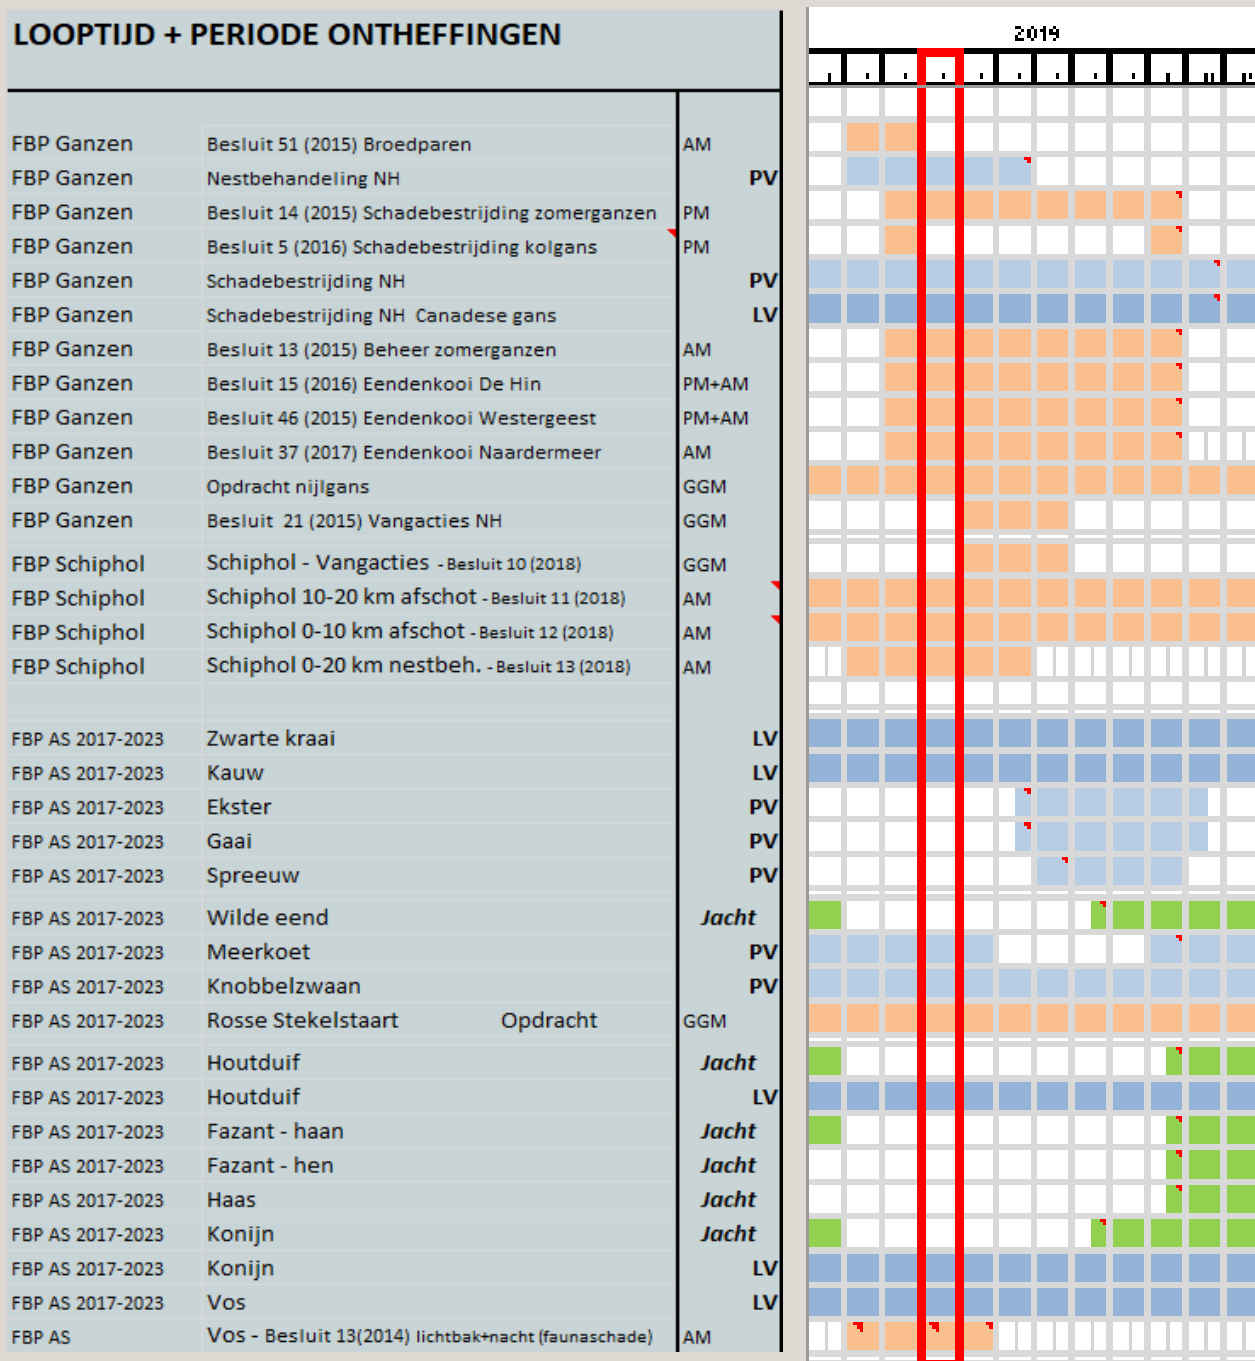 LOOPTIJD + PERIODE ONTHEFFINGEN 2019
FBP Ganzen Besluit 51 (2015) Broedparen AM
FBP Ganzen Nestbehandeling NH PV
FBP Ganzen Besluit 14 (2015) Schadebestrijding zomerganzen PM
FBP Ganzen Besluit 5 (2016) Schadebestrijding kolgans PM
FBP Ganzen Schadebestrijding NH PV
FBP Ganzen Schadebestrijding NH Canadese gans LV
FBP Ganzen Besluit 13 (2015) Beheer zomerganzen AM
FBP Ganzen Besluit 15 (2016) Eendenkooi De Hin PM+AM
FBP Ganzen Besluit 46 (2015) Eendenkooi Westergeest PM+AM
FBP Ganzen Besluit 37 (2017) Eendenkooi Naardermeer AM
FBP Ganzen Opdracht nijlgans GGM
FBP Ganzen Besluit 21 (2015) Vangacties NH GGM
FBP Schiphol Schiphol - Vangacties - Besluit 10 (2018) GGM
FBP Schiphol Schiphol 10-20 km afschot - Besluit 11 (2018) AM
FBP Schiphol Schiphol 0-10 km afschot - Besluit 12 (2018) AM
FBP Schiphol Schiphol 0-20 km nestbeh. - Besluit 13 (2018) AM
FBP AS 2017-2023 Zwarte kraai LV
FBP AS 2017-2023 Kauw LV
FBP AS 2017-2023 Ekster PV
FBP AS 2017-2023 Gaai PV
FBP AS 2017-2023 Spreeuw PV
FBP AS 2017-2023 Wilde eend Jacht
FBP AS 2017-2023 Meerkoet PV
FBP AS 2017-2023 Knobbelzwaan PV
FBP AS 2017-2023 Rosse Stekelstaart Opdracht GGM
FBP AS 2017-2023 Houtduif Jacht
FBP AS 2017-2023 Houtduif LV
FBP AS 2017-2023 Fazant - haan Jacht
FBP AS 2017-2023 Fazant - hen Jacht
FBP AS 2017-2023 Haas Jacht
FBP AS 2017-2023 Konijn Jacht
FBP AS 2017-2023 Konijn LV
FBP AS 2017-2023 Vos LV
FBP AS Vos - Besluit 13(2014) lichtbak+nacht (faunaschade) AM